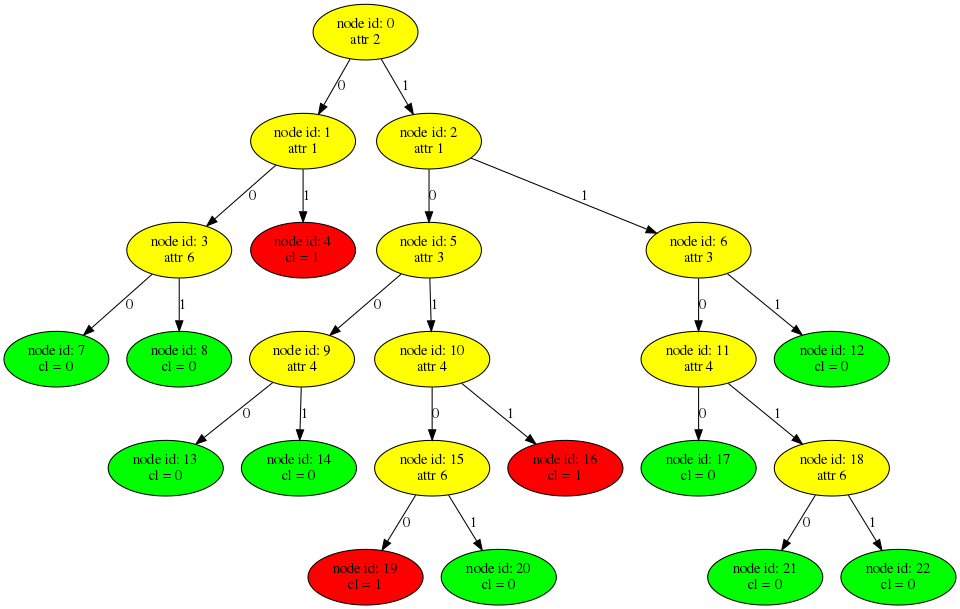 node id: 0
attr 2
0
1
node id: 1
attr 1
node id: 2
attr 1
0
1
0
1
node id: 3
attr 6
node id: 4
cl = 1
node id: 5
attr 3
node id: 6
attr 3
0
1
0
1
0
1
node id: 7
cl = 0
node id: 8
cl = 0
node id: 9
attr 4
node id: 10
attr 4
node id: 11
attr 4
node id: 12
cl = 0
0
1
0
1
0
1
node id: 13
cl = 0
node id: 14
cl = 0
node id: 15
attr 6
node id: 16
cl = 1
node id: 17
cl = 0
node id: 18
attr 6
0
1
0
1
node id: 19
cl = 1
node id: 20
cl = 0
node id: 21
cl = 0
node id: 22
cl = 0